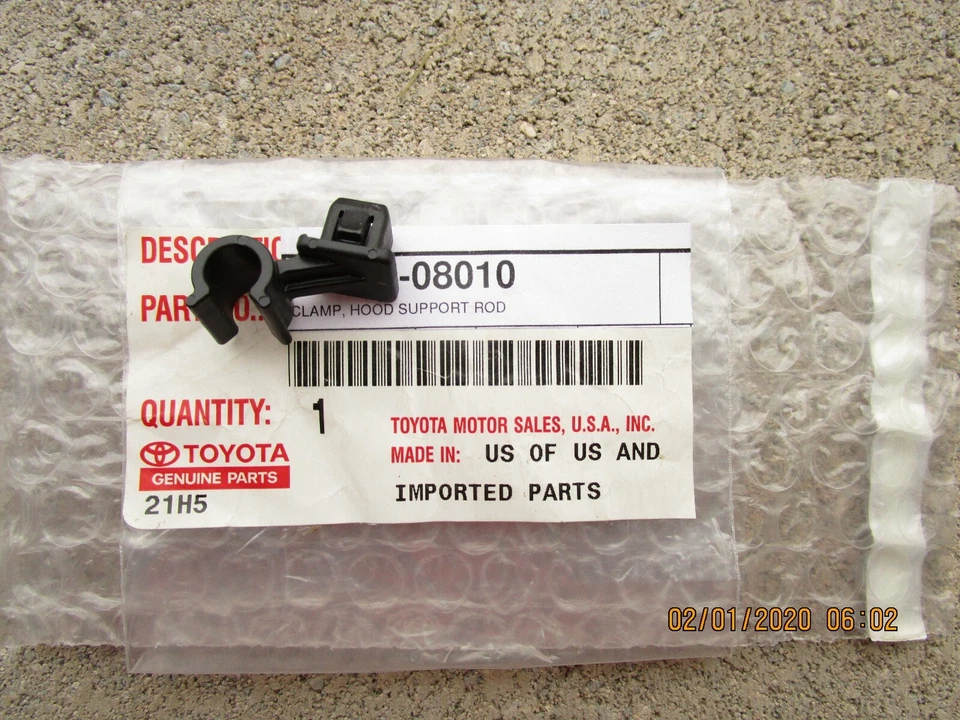 -08010
CLAMP, HOOD SUPPORT ROD
QUANTITY: 1
TOYOTA
GENUINE PARTS
21H5
TOYOTA MOTOR SALES, U.S.A., INC.
MADE IN: US OF US AND
IMPORTED PARTS
02/01/2020 06:02